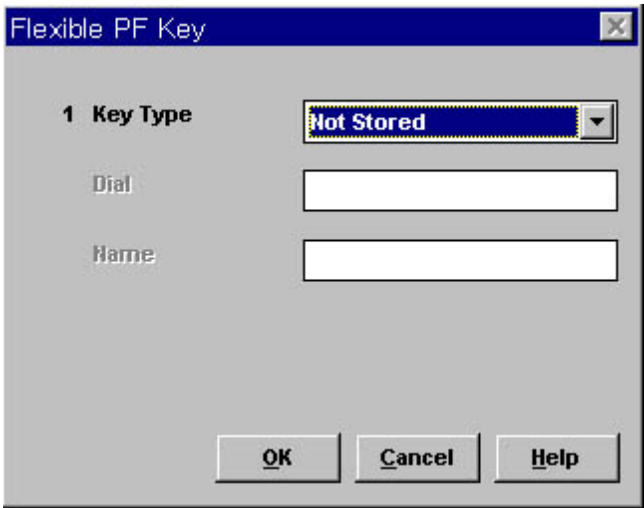 Flexible PF Key
1 Key Type Not Stored
Dial
Name
OK Cancel Help